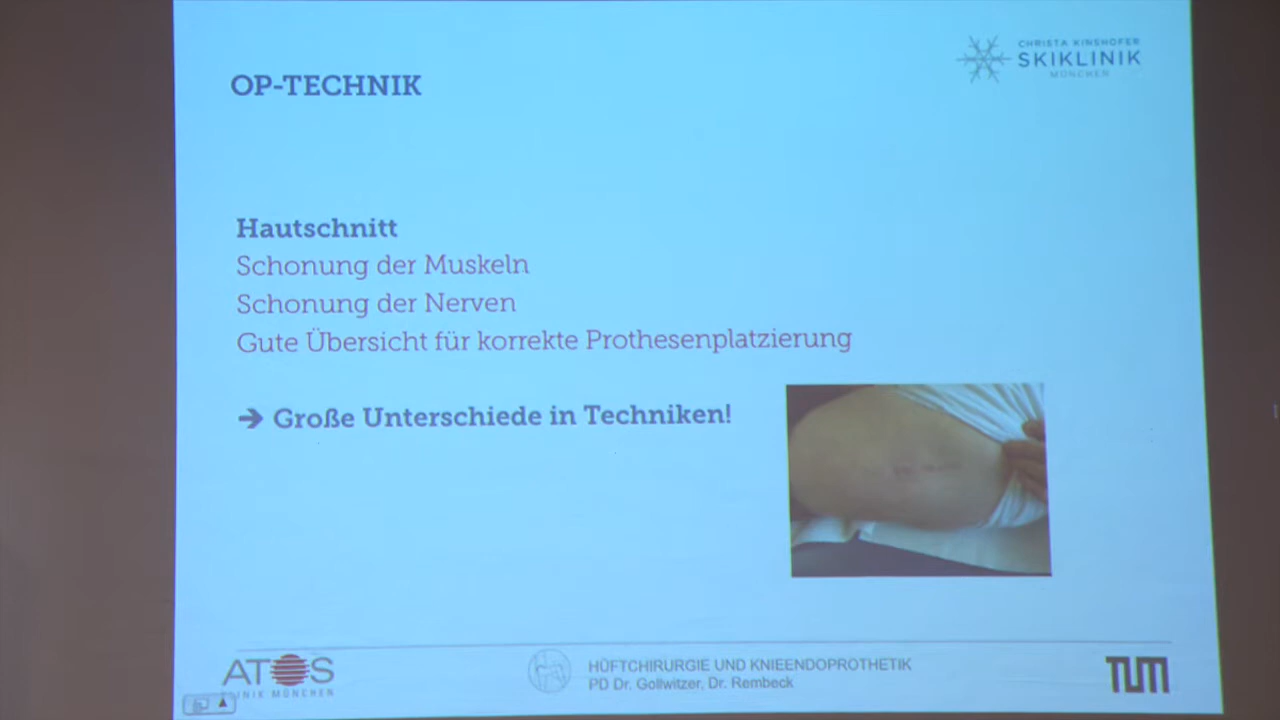 CHRISTA KINSHOFER
SKIKLINIK
MÜNCHEN
OP-TECHNIK
Hautschnitt
Schonung der Muskeln
Schonung der Nerven
Gute Übersicht für korrekte Prothesenplatzierung
➔ Große Unterschiede in Techniken!
ATOS
KLINIK MÜNCHEN
HÜFTCHIRURGIE UND KNIEENDOPROTHETIK
PD Dr. Gollwitzer, Dr. Rembeck
TUM